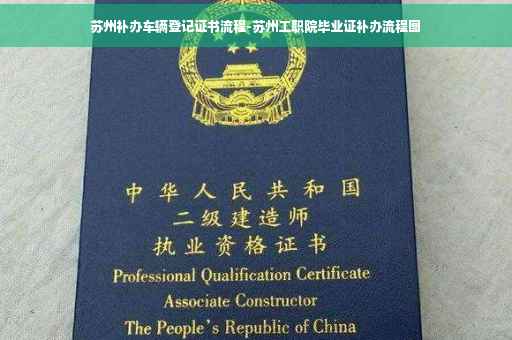 苏州补办车辆登记证书流程-苏州工职院毕业证补办流程图
中华人民共和国
二级建造师
执业资格证书
Professional Qualification Certificate
Associate Constructor
The People's Republic of China